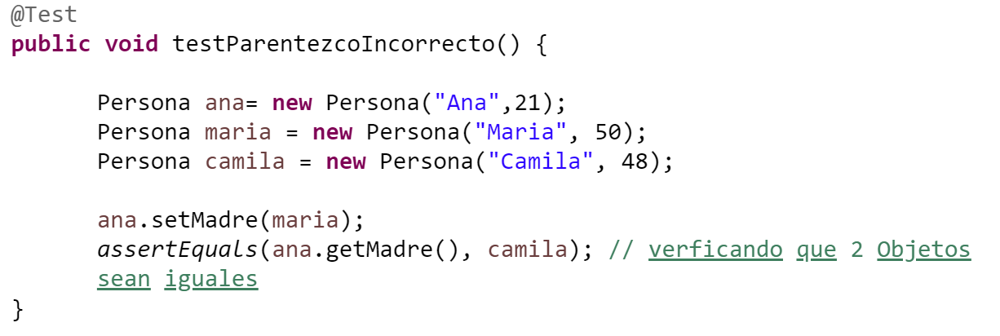 @Test
public void testParentezcoIncorrecto() {
Persona ana= new Persona("Ana",21);
Persona maria = new Persona("Maria", 50);
Persona camila = new Persona("Camila", 48);
ana.setMadre(maria);
assertEquals(ana.getMadre(), camila); // verficando que 2 Objetos
sean iguales
}